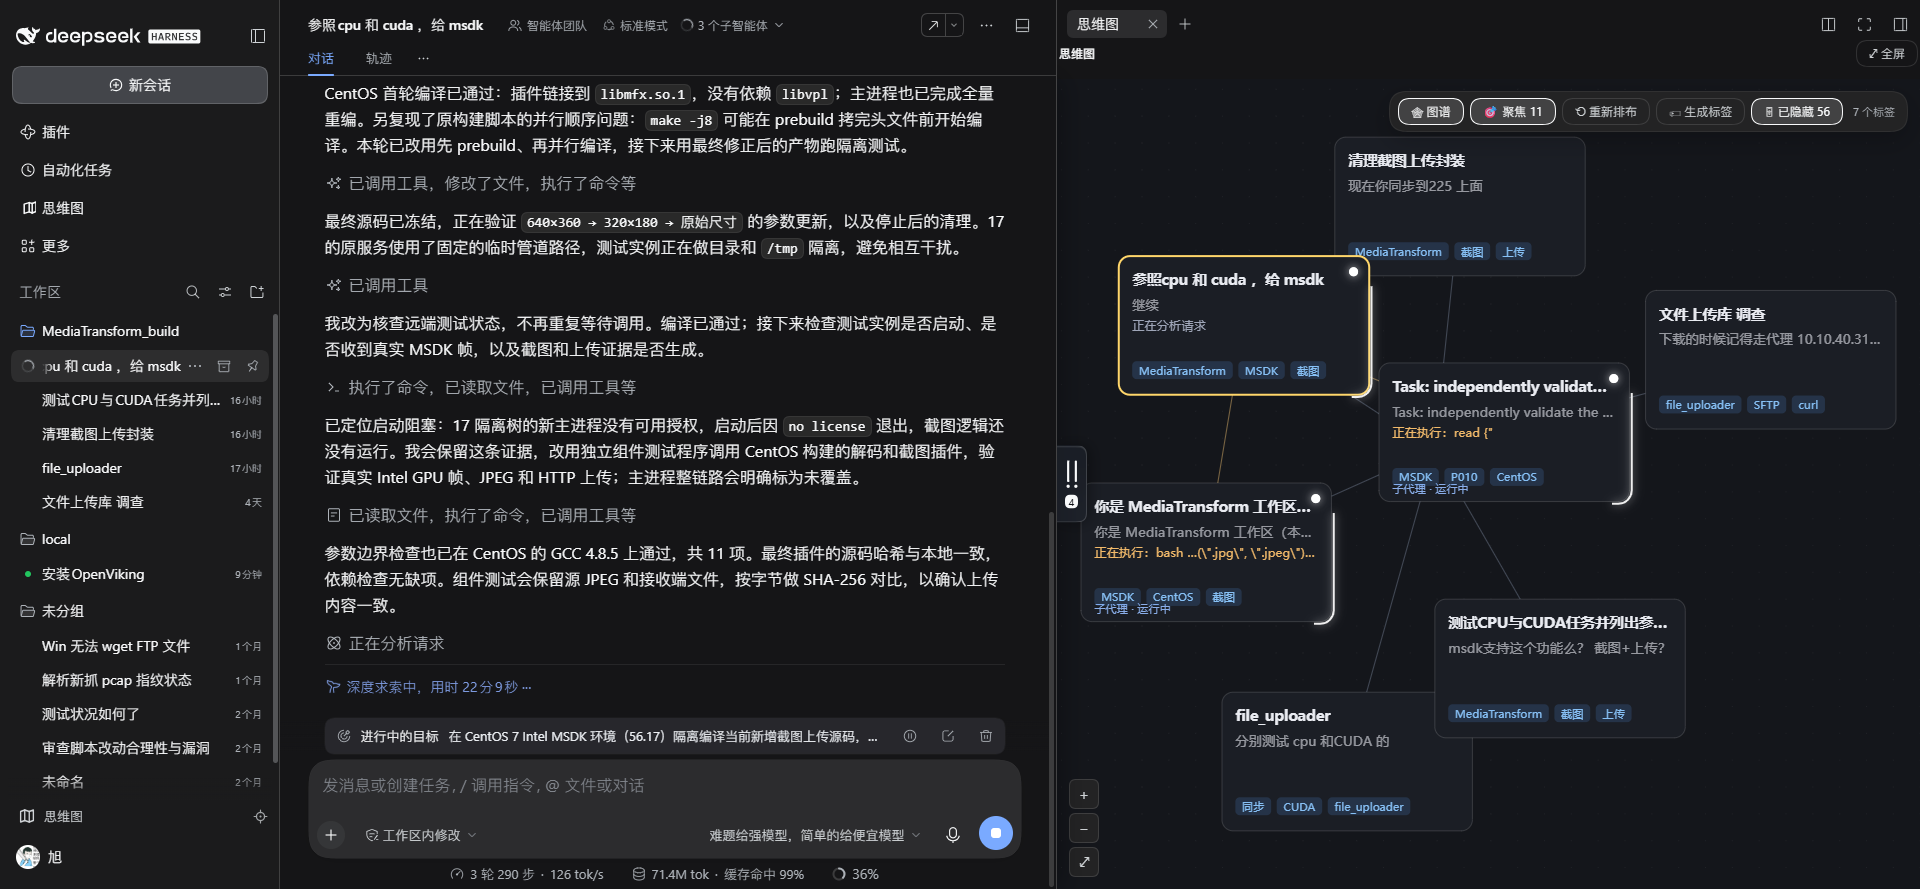 deepseek HARNESS
新会话
插件
自动化任务
思维图
更多
工作区
MediaTransform_build
pu 和 cuda ，给 msdk
测试CPU与CUDA任务并列... 16小时
清理截图上传封装 16小时
file_uploader 17小时
文件上传库 调查 4天
local
安装OpenViking 9分钟
未分组
Win 无法 wget FTP 文件 1个月
解析新抓 pcap 指纹状态 1个月
测试状况如何了 2个月
审查脚本改动合理性与漏洞 2个月
未命名 2个月
思维图
旭
参照cpu 和 cuda ，给 msdk 智能体团队 标准模式 3 个子智能体
对话 轨迹 ...
CentOS 首轮编译已通过：插件链接到 libmfx.so.1，没有依赖 libvpl；主进程也已完成全量
重编。另复现了原构建脚本的并行顺序问题：make -j8 可能在 prebuild 拷完头文件前开始编
译。本轮已改用先 prebuild、再并行编译，接下来用最终修正后的产物跑隔离测试。
已调用工具，修改了文件，执行了命令等
最终源码已冻结，正在验证 640x360 → 320x180 → 原始尺寸 的参数更新，以及停止后的清理。17
的原服务使用了固定的临时管道路径，测试实例正在做目录和 /tmp 隔离，避免相互干扰。
已调用工具
我改为核查远端测试状态，不再重复等待调用。编译已通过；接下来检查测试实例是否启动、是
否收到真实 MSDK 帧，以及截图和上传证据是否生成。
执行了命令，已读取文件，已调用工具等
已定位启动阻塞：17 隔离树的新主进程没有可用授权，启动后因 no license 退出，截图逻辑还
没有运行。我会保留这条证据，改用独立组件测试程序调用 CentOS 构建的解码和截图插件，验
证真实 Intel GPU 帧、JPEG 和 HTTP 上传；主进程整链路会明确标为未覆盖。
已读取文件，执行了命令，已调用工具等
参数边界检查也已在 CentOS 的 GCC 4.8.5 上通过，共 11 项。最终插件的源码哈希与本地一致，
依赖检查无缺项。组件测试会保留源 JPEG 和接收端文件，按字节做 SHA-256 对比，以确认上传
内容一致。
正在分析请求
深度求索中，用时 22分9秒 ...
进行中的目标 在 CentOS 7 Intel MSDK 环境（56.17）隔离编译当前新增截图上传源码，...
发消息或创建任务, / 调用指令, @ 文件或对话
工作区内修改
难题给强模型，简单的给便宜模型
3 轮 290 步 · 126 tok/s 71.4M tok · 缓存命中 99% 36%
思维图
思维图
全屏
图谱 聚焦 11 重新排布 生成标签 已隐藏 56 7 个标签
清理截图上传封装
现在你同步到225 上面
MediaTransform 截图 上传
参照cpu 和 cuda ，给 msdk
继续
正在分析请求
MediaTransform MSDK 截图
文件上传库 调查
下载的时候记得走代理 10.10.40.31...
file_uploader SFTP curl
Task: independently validat...
Task: independently validate the ...
正在执行：read {"
MSDK P010 CentOS
子代理 · 运行中
4
你是 MediaTransform 工作区...
你是 MediaTransform 工作区（本...
正在执行：bash ...(\".jpg\", \".jpeg\")...
MSDK CentOS 截图
子代理 · 运行中
测试CPU与CUDA任务并列出参...
msdk支持这个功能么？ 截图+上传？
MediaTransform 截图 上传
file_uploader
分别测试 cpu 和CUDA 的
同步 CUDA file_uploader
+
−